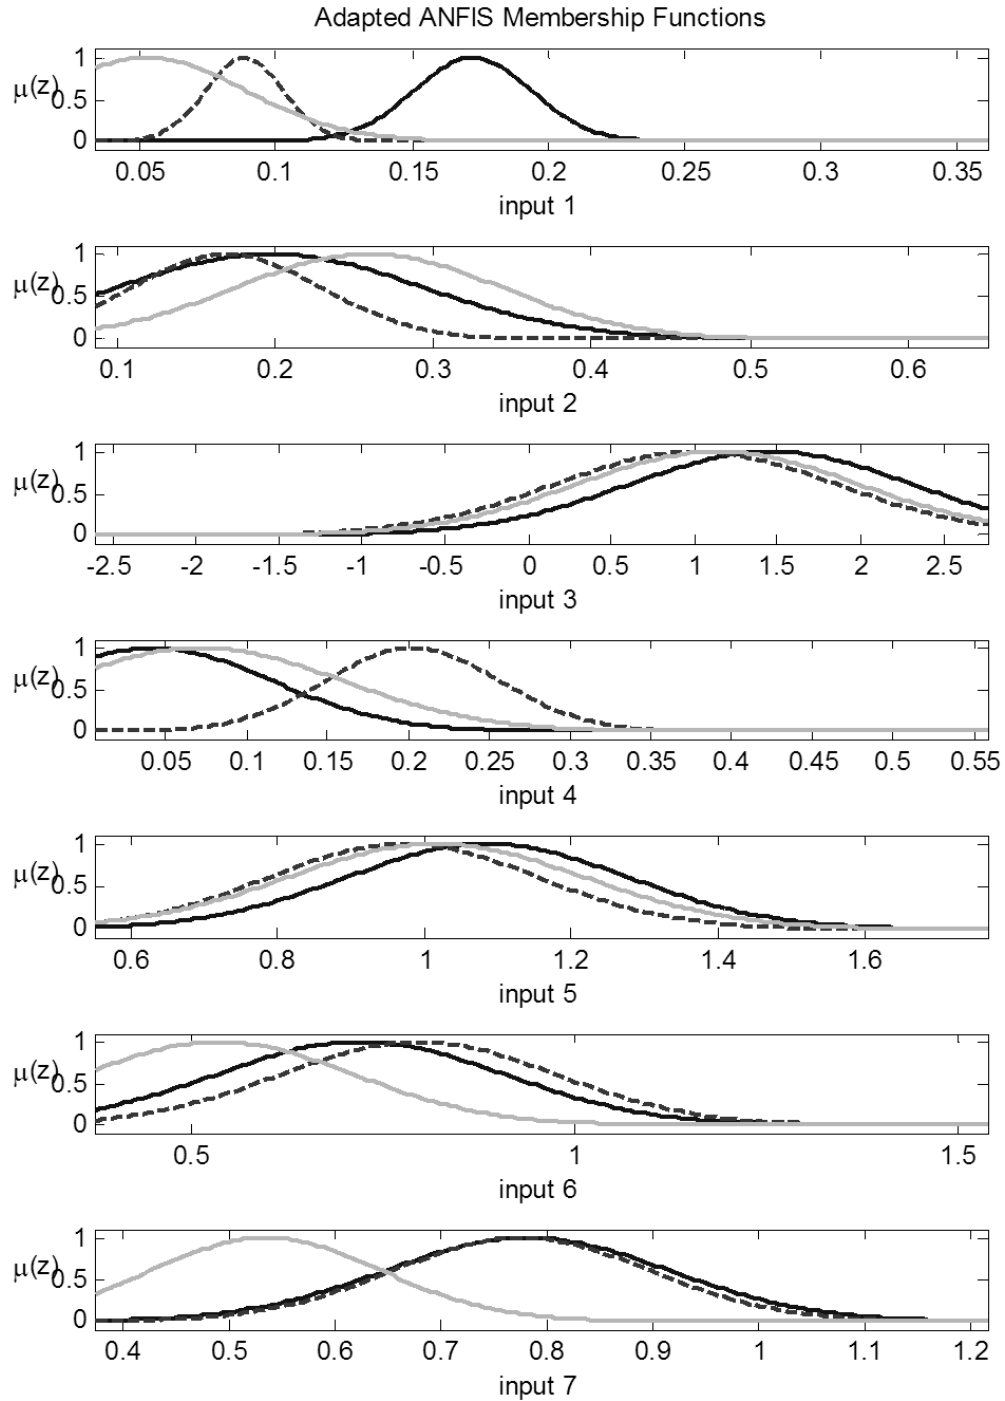 Adapted ANFIS Membership Functions
1
μ(z)
0.5
0
0.05 0.1 0.15 0.2 0.25 0.3 0.35
input 1
1
μ(z)
0.5
0
0.1 0.2 0.3 0.4 0.5 0.6
input 2
1
μ(z)
0.5
0
-2.5 -2 -1.5 -1 -0.5 0 0.5 1 1.5 2 2.5
input 3
1
μ(z)
0.5
0
0.05 0.1 0.15 0.2 0.25 0.3 0.35 0.4 0.45 0.5 0.55
input 4
1
μ(z)
0.5
0
0.6 0.8 1 1.2 1.4 1.6
input 5
1
μ(z)
0.5
0
0.5 1 1.5
input 6
1
μ(z)
0.5
0
0.4 0.5 0.6 0.7 0.8 0.9 1 1.1 1.2
input 7